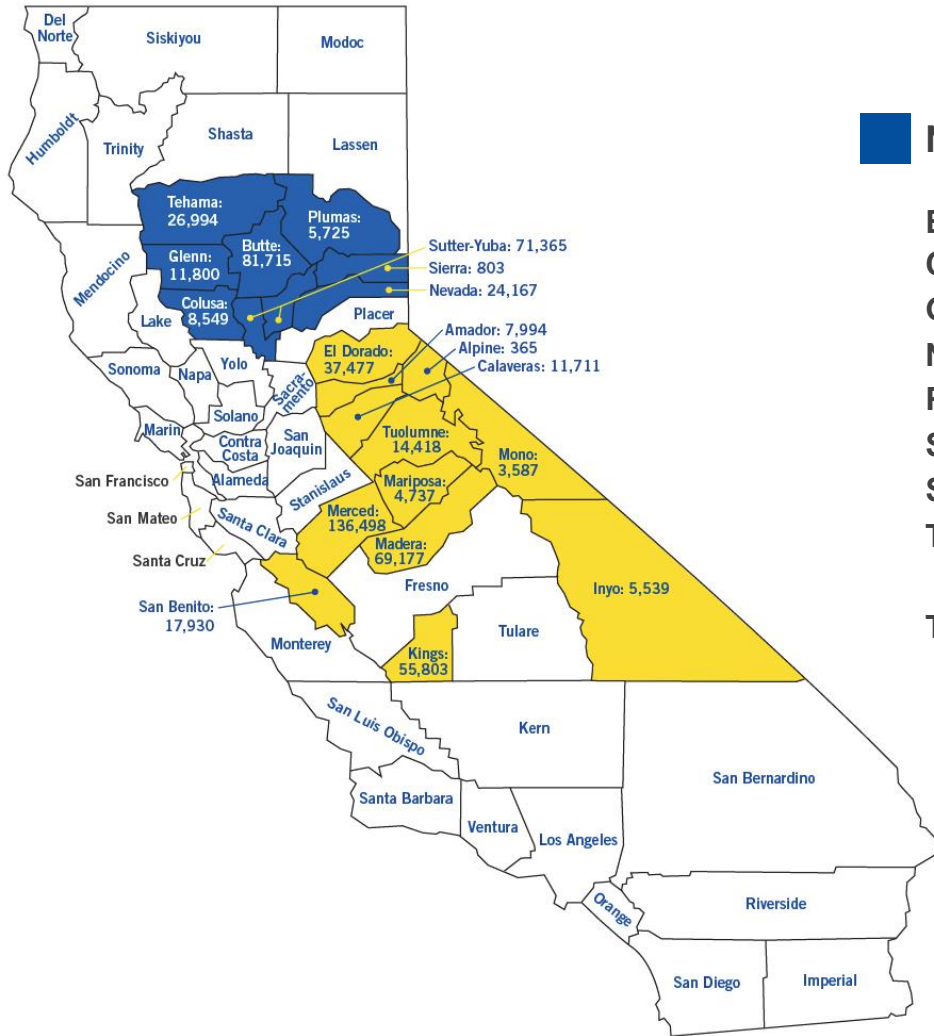 Del
Norte
Siskiyou
Modoc
Humboldt
Trinity
Shasta
Lassen
Tehama:
26,994
Plumas:
5,725
Butte:
81,715
Glenn:
11,800
Colusa:
8,549
Sutter-Yuba: 71,365
Sierra: 803
Nevada: 24,167
Mendocino
Lake
Placer
Amador: 7,994
Alpine: 365
Calaveras: 11,711
El Dorado:
37,477
Sonoma
Napa
Yolo
Sacra-
mento
Solano
Marin
Contra
Costa
San
Joaquin
Tuolumne:
14,418
Mono:
3,587
San Francisco
Alameda
Stanislaus
Mariposa:
4,737
San Mateo
Santa Clara
Merced:
136,498
Madera:
69,177
Santa Cruz
Fresno
Inyo: 5,539
San Benito:
17,930
Monterey
Kings:
55,803
Tulare
San Luis Obispo
Kern
San Bernardino
Santa Barbara
Ventura
Los Angeles
Orange
Riverside
San Diego
Imperial